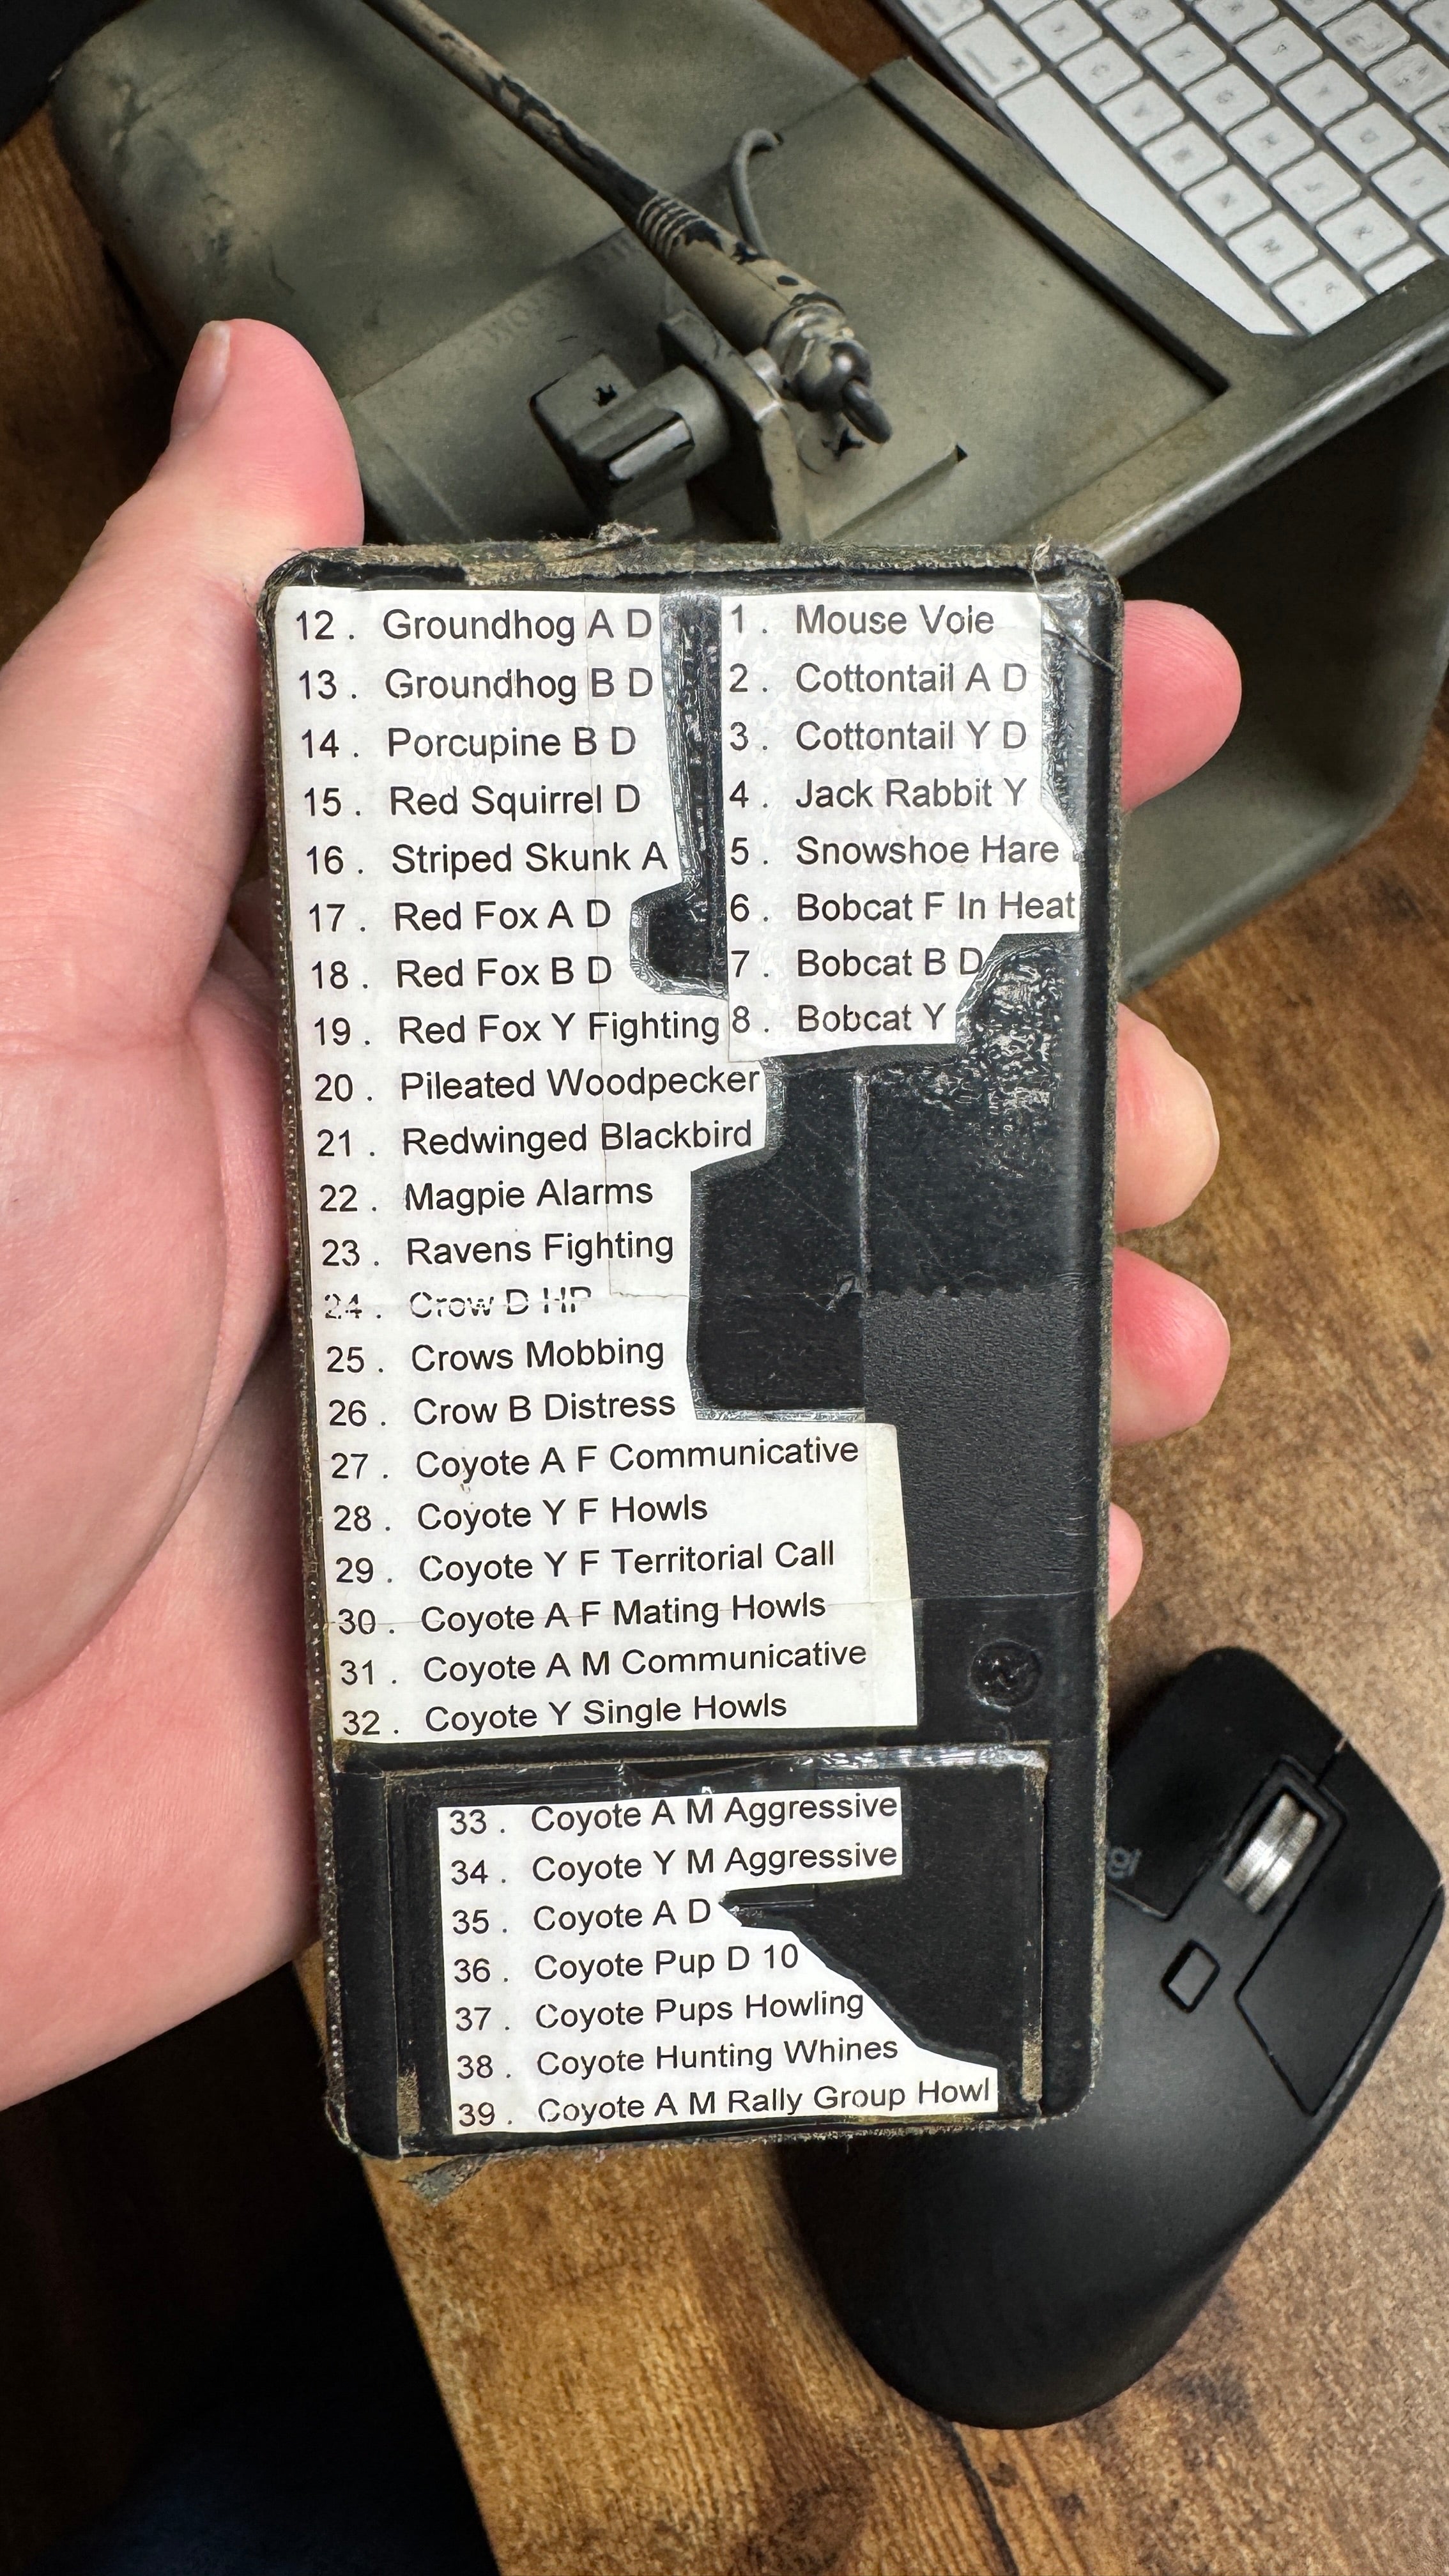 12 . Groundhog A D
13 . Groundhog B D
14 . Porcupine B D
15 . Red Squirrel D
16 . Striped Skunk A
17 . Red Fox A D
18 . Red Fox B D
19 . Red Fox Y Fighting
20 . Pileated Woodpecker
21 . Redwinged Blackbird
22 . Magpie Alarms
23 . Ravens Fighting
24 . Crow D HP
25 . Crows Mobbing
26 . Crow B Distress
27 . Coyote A F Communicative
28 . Coyote Y F Howls
29 . Coyote Y F Territorial Call
30 . Coyote A F Mating Howls
31 . Coyote A M Communicative
32 . Coyote Y Single Howls
1 . Mouse Vole
2 . Cottontail A D
3 . Cottontail Y D
4 . Jack Rabbit Y
5 . Snowshoe Hare
6 . Bobcat F In Heat
7 . Bobcat B D
8 . Bobcat Y
33 . Coyote A M Aggressive
34 . Coyote Y M Aggressive
35 . Coyote A D
36 . Coyote Pup D 10
37 . Coyote Pups Howling
38 . Coyote Hunting Whines
39 . Coyote A M Rally Group Howl